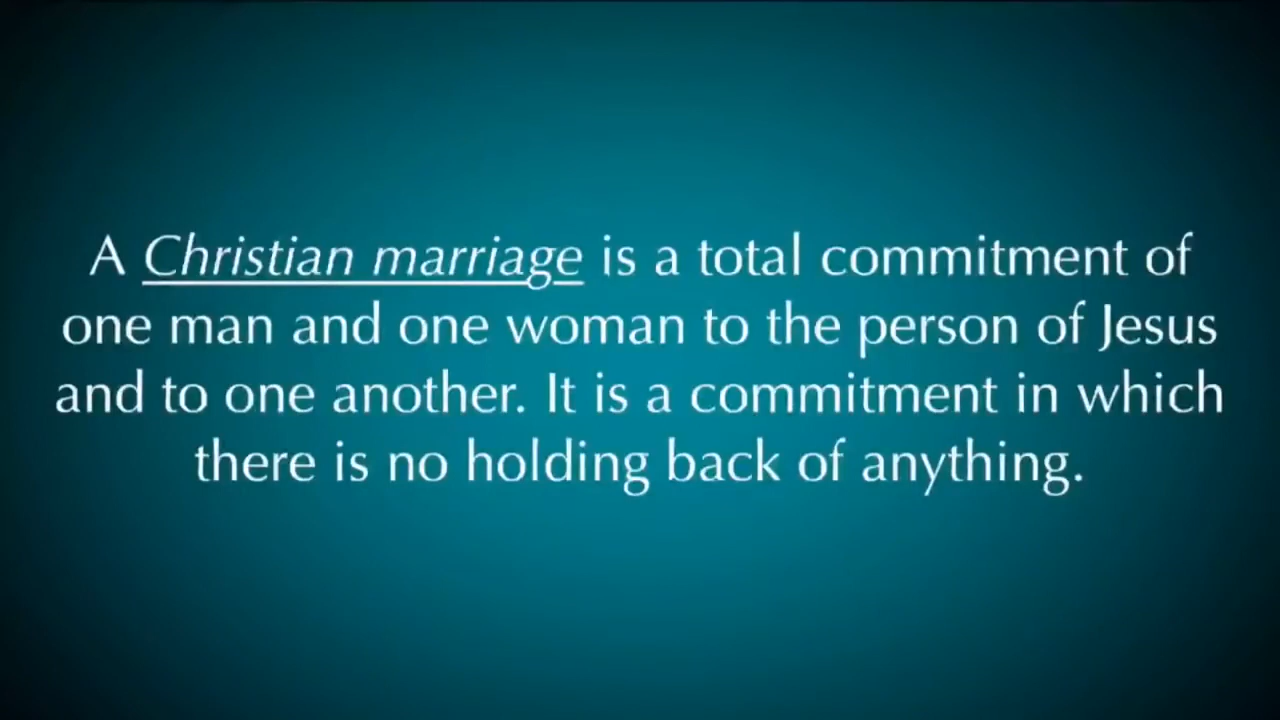 A Christian marriage is a total commitment of
one man and one woman to the person of Jesus
and to one another. It is a commitment in which
there is no holding back of anything.